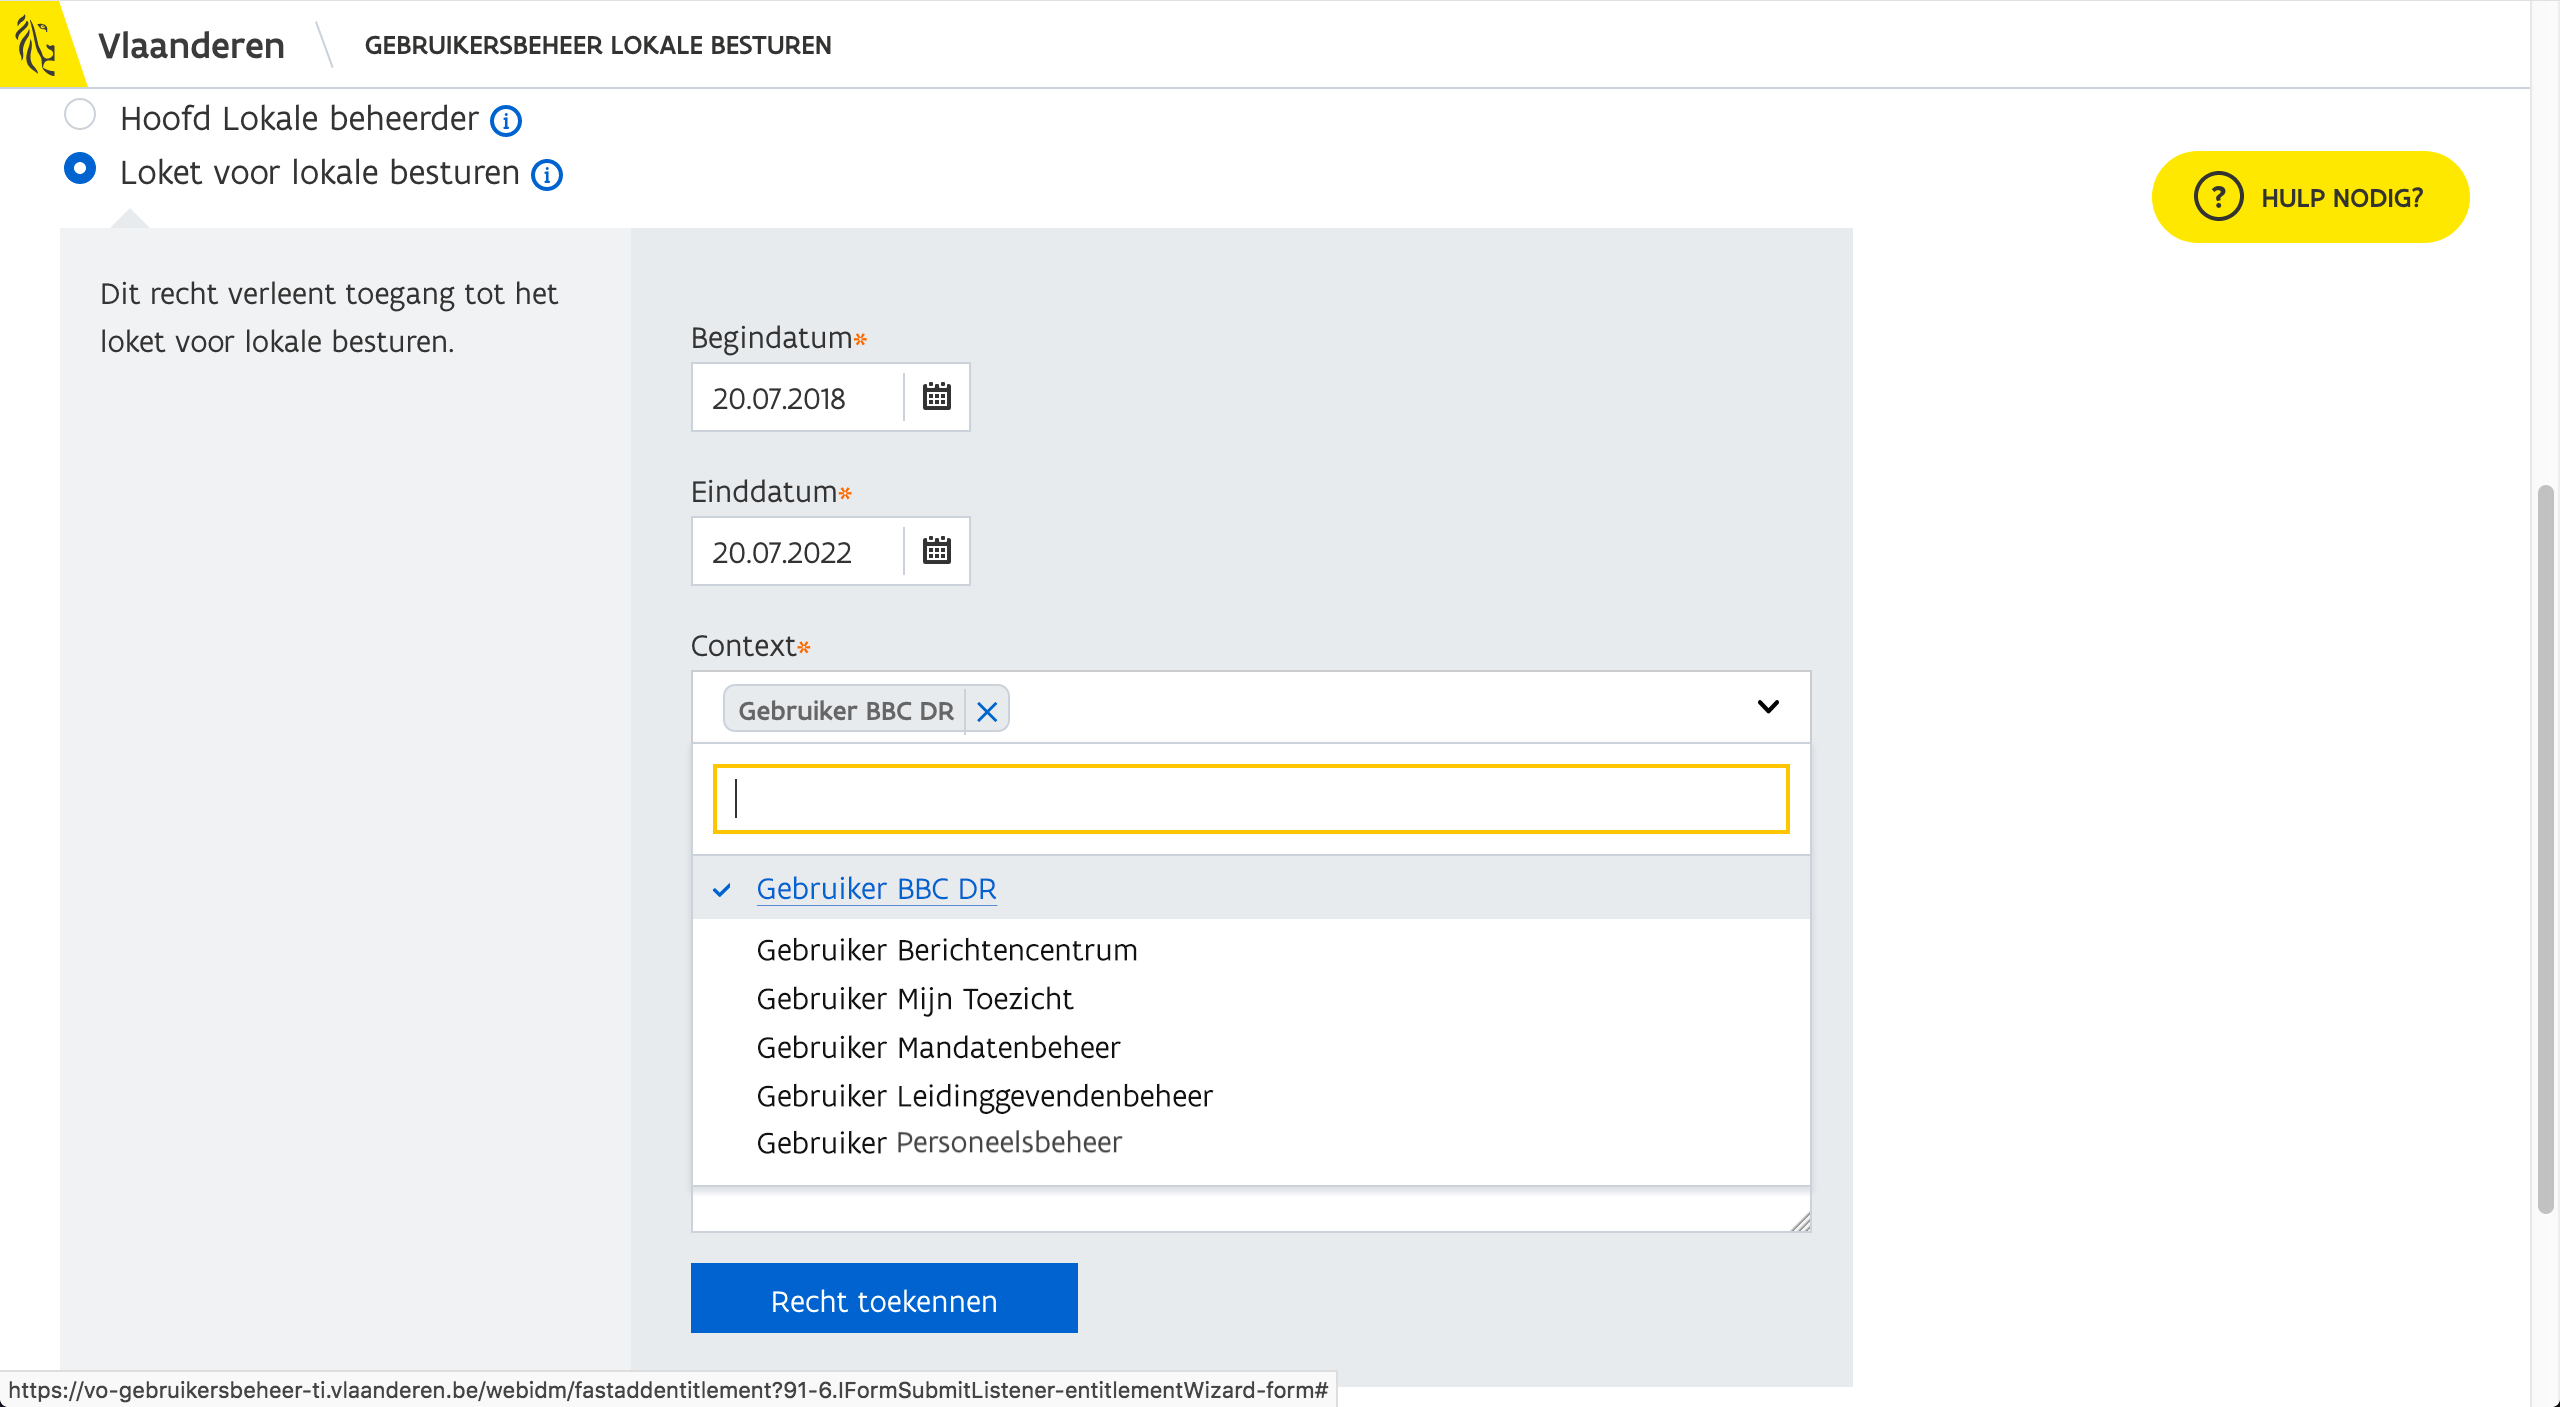 Vlaanderen
GEBRUIKERSBEHEER LOKALE BESTUREN
Hoofd Lokale beheerder i
Loket voor lokale besturen i
? HULP NODIG?
Dit recht verleent toegang tot het
loket voor lokale besturen.
Begindatum*
20.07.2018
Einddatum*
20.07.2022
Context*
Gebruiker BBC DR
Gebruiker BBC DR
Gebruiker Berichtencentrum
Gebruiker Mijn Toezicht
Gebruiker Mandatenbeheer
Gebruiker Leidinggevendenbeheer
Gebruiker Personeelsbeheer
Recht toekennen
https://vo-gebruikersbeheer-ti.vlaanderen.be/webidm/fastaddentitlement?91-6.IFormSubmitListener-entitlementWizard-form#